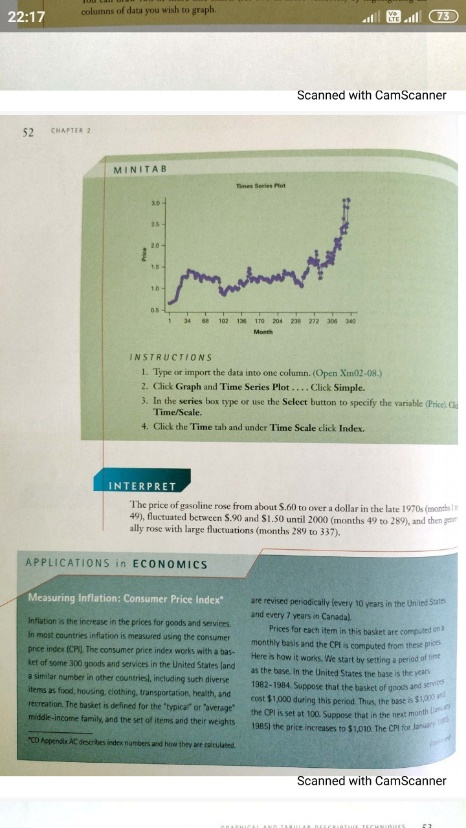 22:17
73
columns of data you wish to graph.
Scanned with CamScanner
52 CHAPTER 2
MINITAB
Times Series Plot
3.0
2.5
2.0
1.5
1.0
0.5
Price
1 34 68 102 136 170 204 238 272 306 340
Month
INSTRUCTIONS
1. Type or import the data into one column. (Open Xm02-08.)
2. Click Graph and Time Series Plot . . . . Click Simple.
3. In the series box type or use the Select button to specify the variable (Price).
Time/Scale.
4. Click the Time tab and under Time Scale click Index.
INTERPRET
The price of gasoline rose from about $.60 to over a dollar in the late 1970s (months 1
49), fluctuated between $.90 and $1.50 until 2000 (months 49 to 289), and then
ally rose with large fluctuations (months 289 to 337).
APPLICATIONS in ECONOMICS
Measuring Inflation: Consumer Price Index*
Inflation is the increase in the prices for goods and services.
In most countries inflation is measured using the consumer
price index (CPI). The consumer price index works with a bas-
ket of some 300 goods and services in the United States (and
a similar number in other countries), including such diverse
items as food, housing, clothing, transportation, health, and
recreation. The basket is defined for the "typical" or "average"
middle-income family, and the set of items and their weights
*CD Appendix AC describes index numbers and how they are calculated.
are revised periodically (every 10 years in the United States
and every 7 years in Canada).
Prices for each item in this basket are computed on a
monthly basis and the CPI is computed from these prices.
Here is how it works. We start by setting a period of time
as the base. In the United States the base is the years
1982–1984. Suppose that the basket of goods and services
cost $1,000 during this period. Thus, the base is $1,000 and
the CPI is set at 100. Suppose that in the next month (January
1985) the price increases to $1,010. The CPI for January
Scanned with CamScanner
GRAPHICAL AND TABULAR DESCRIPTIVE TECHNIQUES 53